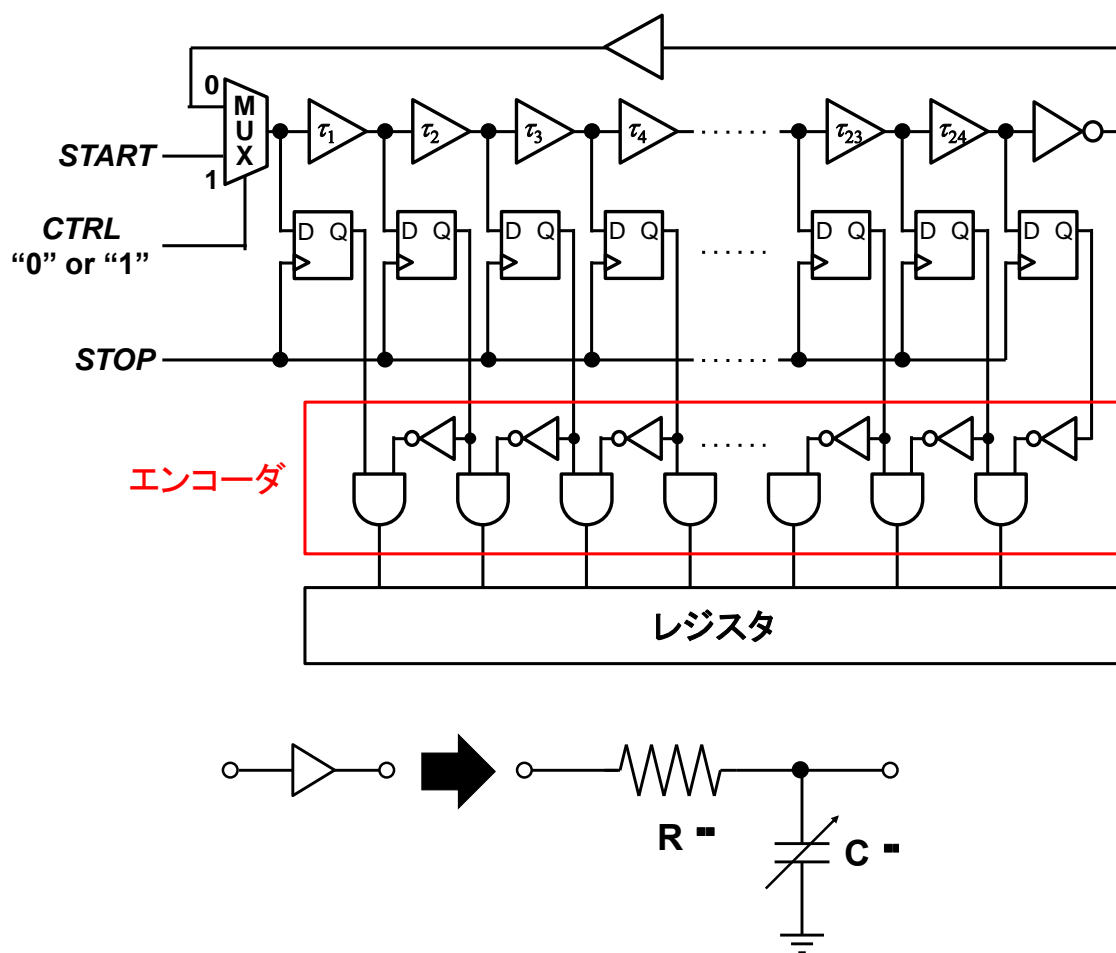 0
MUX
START
1
CTRL
"0" or "1"
STOP
τ1 τ2 τ3 τ4 ······ τ23 τ24
D Q D Q D Q D Q ······ D Q D Q D Q
エンコーダ
レジスタ
R
C